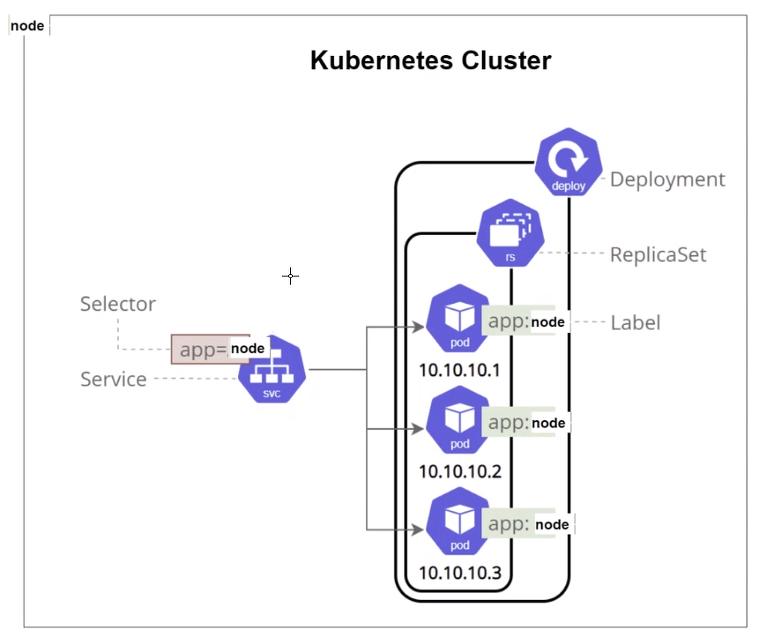 node
Kubernetes Cluster
deploy
Deployment
rs
ReplicaSet
Selector
app=node
Service
svc
app:node
Label
pod
10.10.10.1
app:node
pod
10.10.10.2
app: node
pod
10.10.10.3